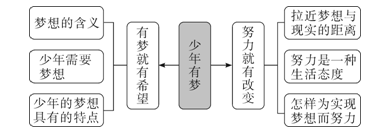 梦想的含义
少年需要
梦想
少年的梦想
具有的特点
有梦就有希望
少年有梦
努力就有改变
拉近梦想与
现实的距离
努力是一种
生活态度
怎样为实现
梦想而努力